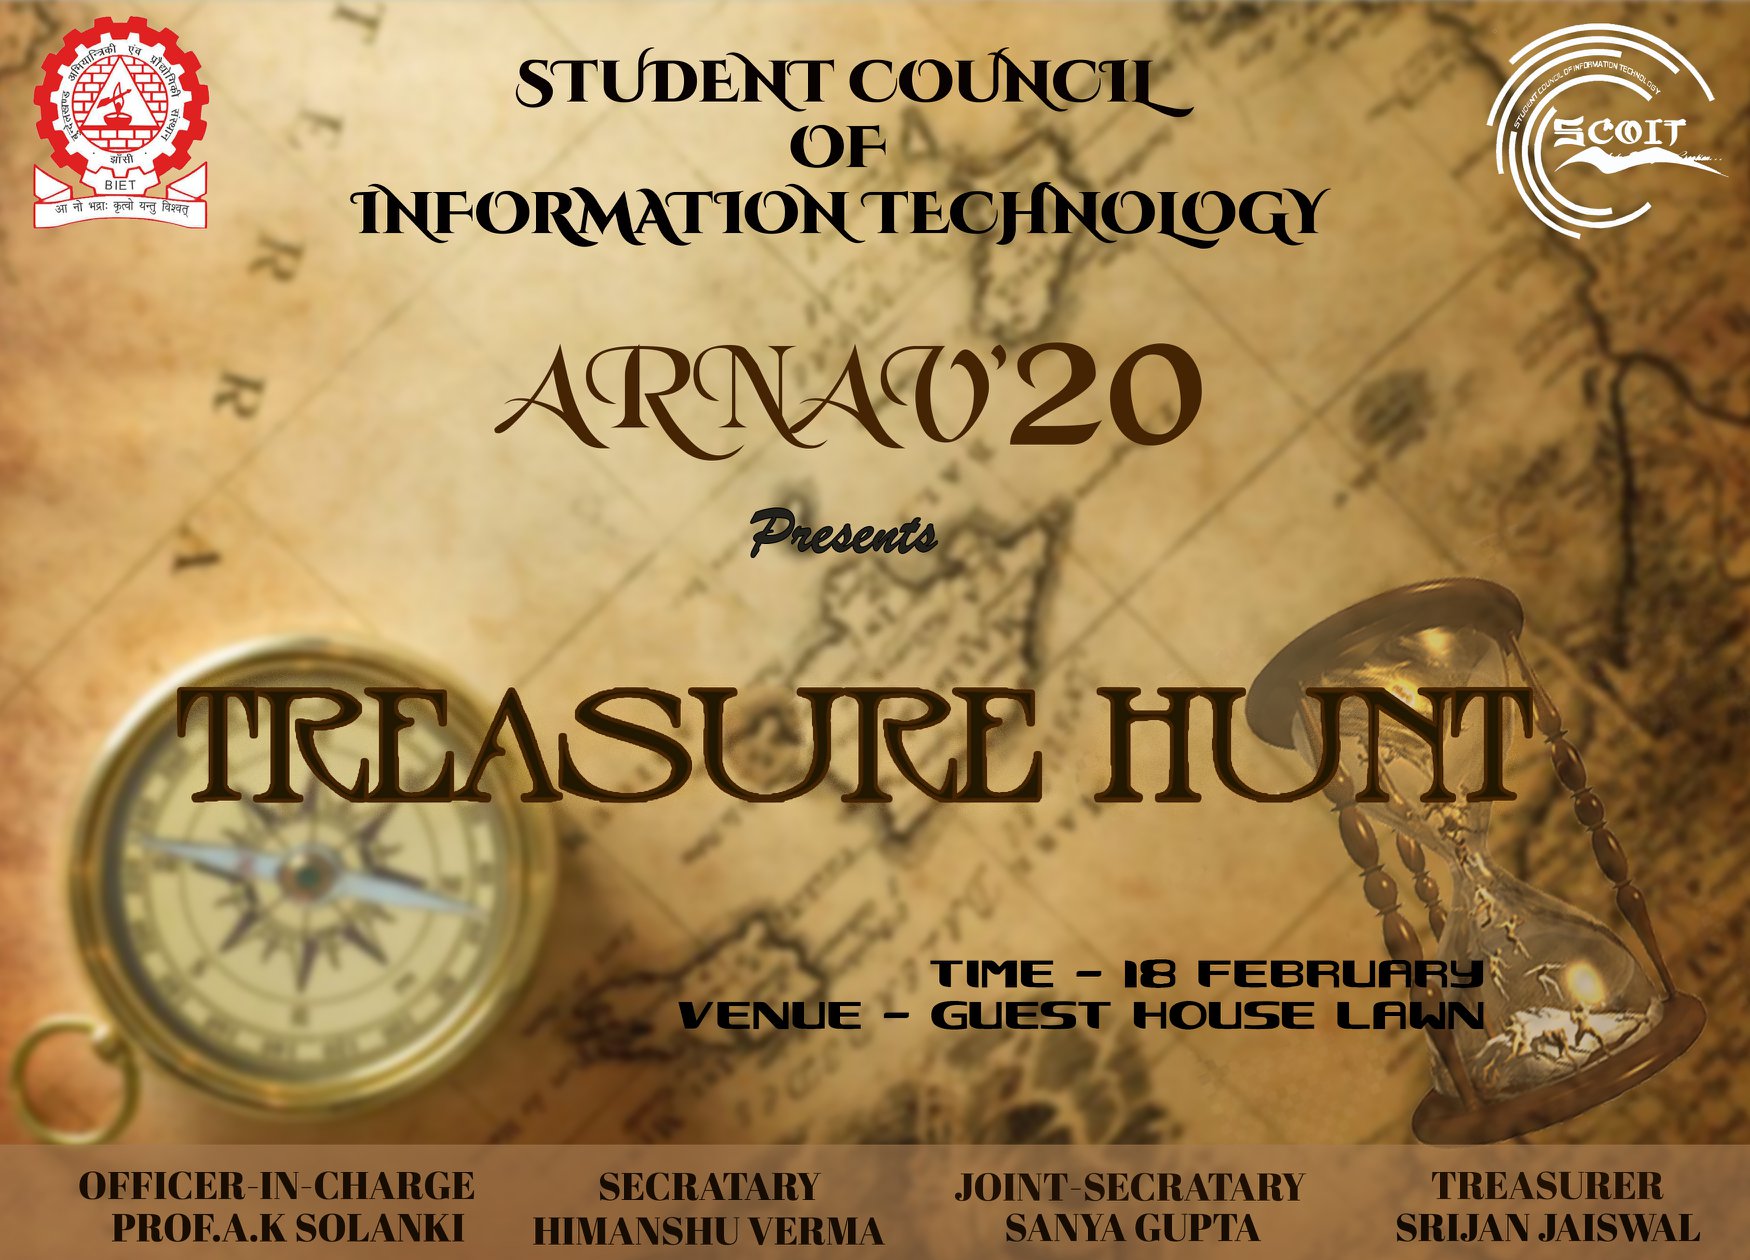 बुन्देलखण्ड अभियान्त्रिकी एंव प्रौद्योगिकी संस्थान
झाँसी
BIET
आ नो भद्राः कृत्वो यन्तु विश्वतृ
STUDENT COUNCIL OF INFORMATION TECHNOLOGY
SCOIT
STUDENT COUNCIL
OF
INFORMATION TECHNOLOGY
ARNAV'20
Presents
TREASURE HUNT
TIME - 18 FEBRUARY
VENUE - GUEST HOUSE LAWN
OFFICER-IN-CHARGE
PROF.A.K SOLANKI
SECRATARY
HIMANSHU VERMA
JOINT-SECRATARY
SANYA GUPTA
TREASURER
SRIJAN JAISWAL